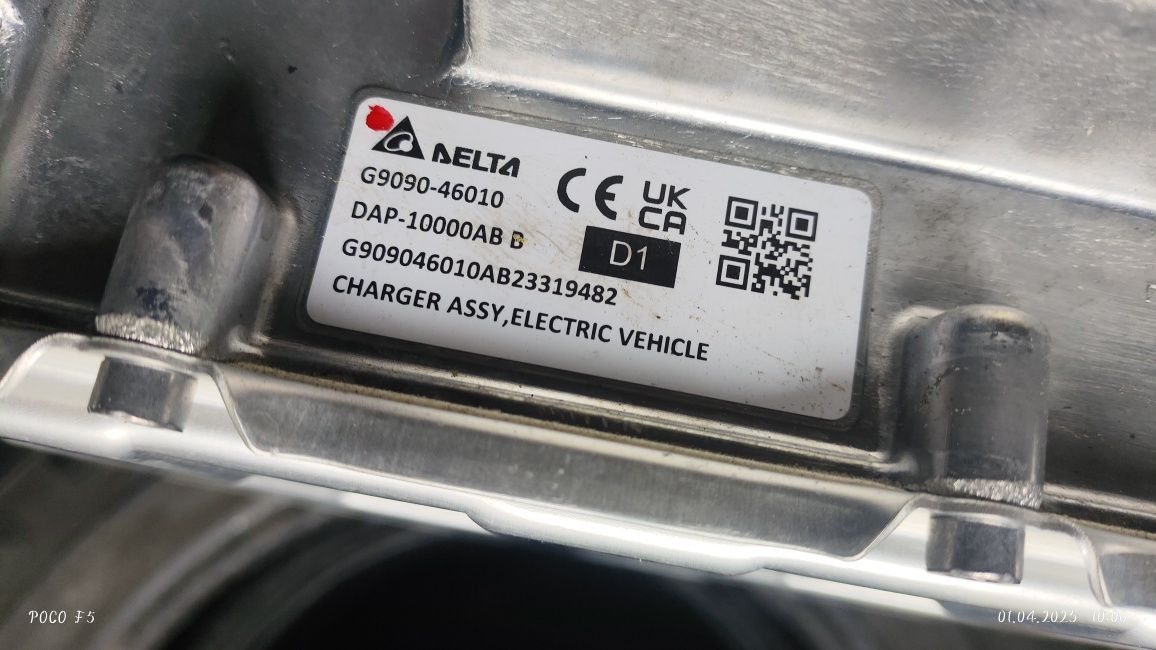 DELTA
G9090-46010
DAP-10000AB B
G909046010AB23319482
CHARGER ASSY,ELECTRIC VEHICLE
CE
UK
CA
D1
POCO F5
01.04.2025